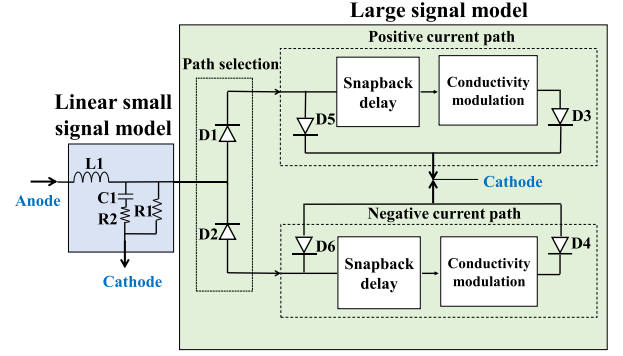 Large signal model
Positive current path
Path selection
Snapback
delay
Conductivity
modulation
D5
D3
D1
Linear small
signal model
L1
C1
R2
R1
Anode
Cathode
Cathode
D2
Negative current path
D6
D4
Snapback
delay
Conductivity
modulation